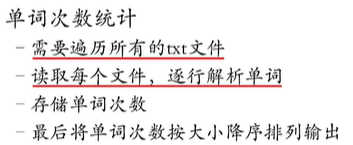 单词次数统计
– 需要遍历所有的txt文件
– 读取每个文件，逐行解析单词
– 存储单词次数
– 最后将单词次数按大小降序排列输出